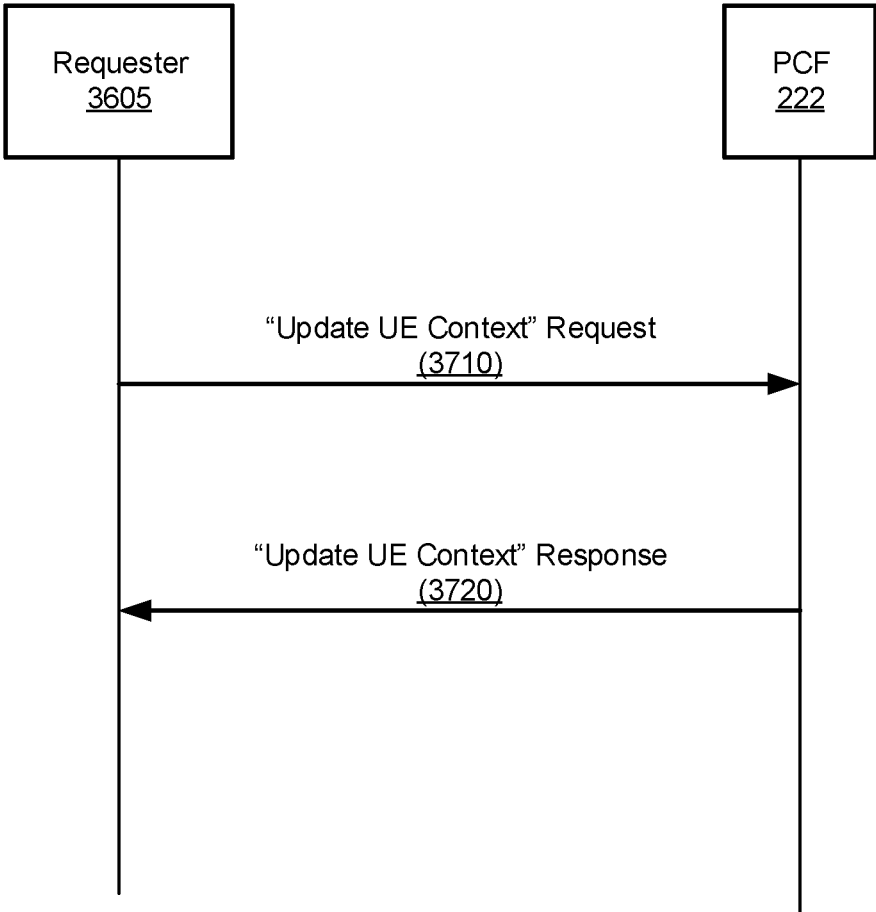 Requester
3605
PCF
222
“Update UE Context” Request
(3710)
“Update UE Context” Response
(3720)